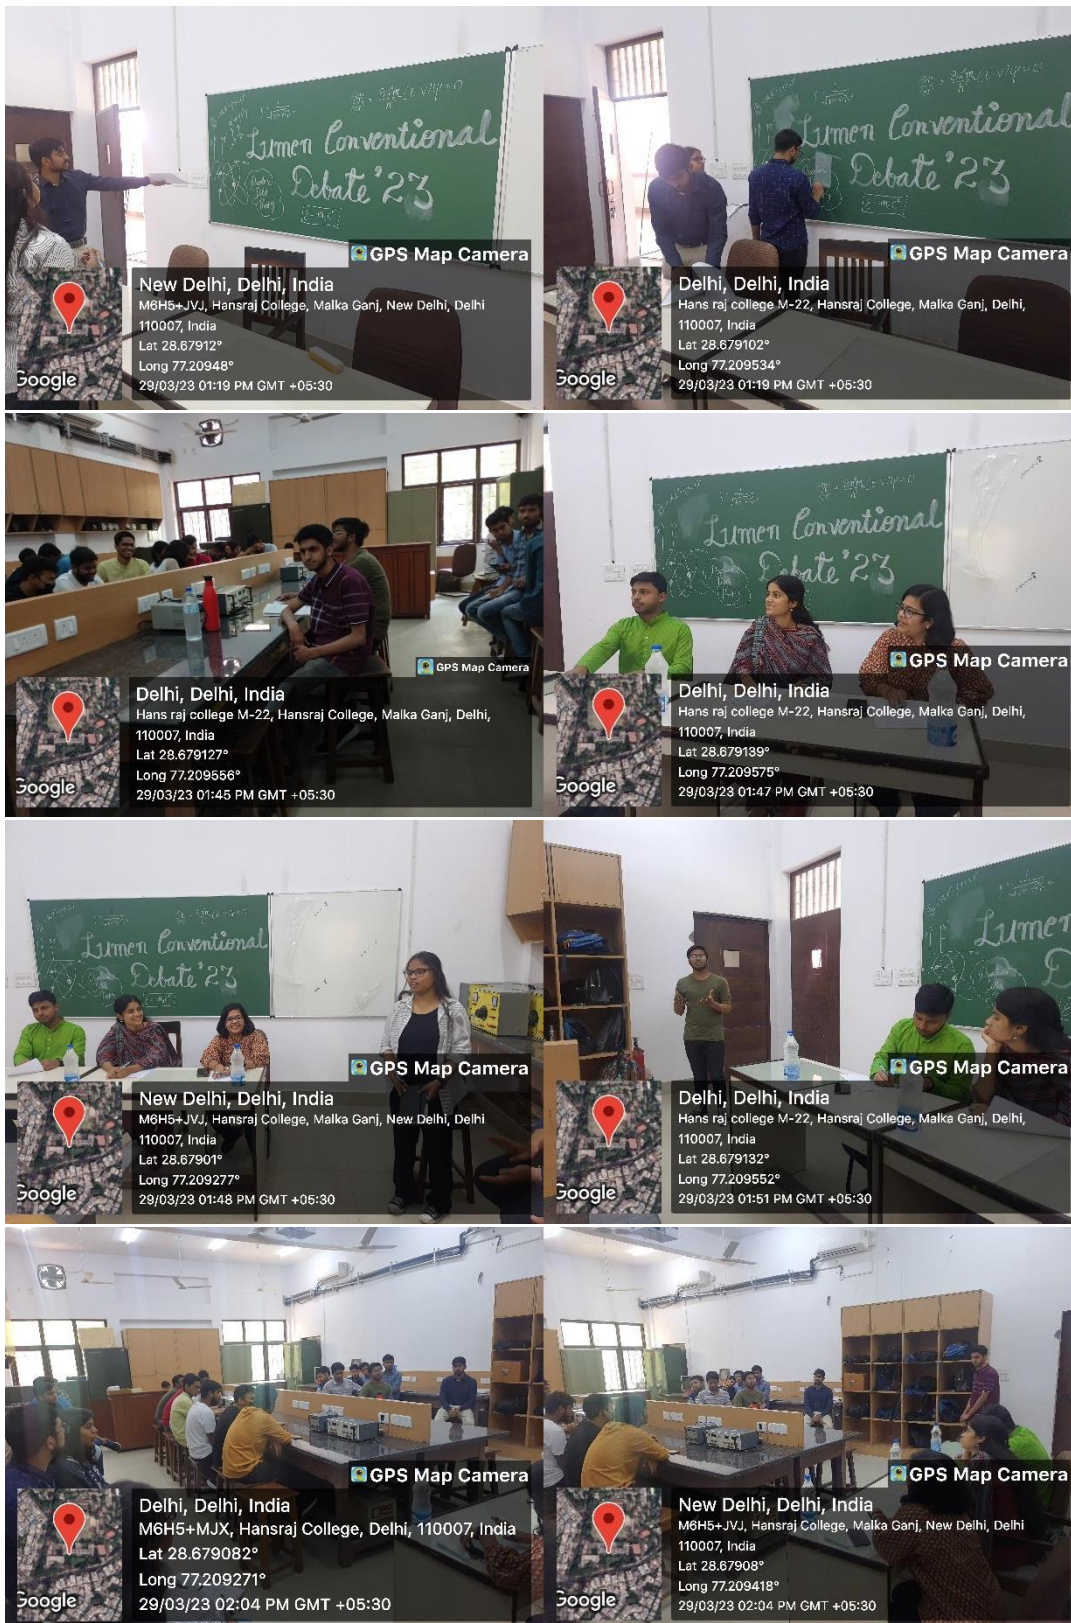 Lumen Conventional
Debate '23
E=mc²
GPS Map Camera
New Delhi, Delhi, India
M6H5+JVJ, Hansraj College, Malka Ganj, New Delhi, Delhi
110007, India
Lat 28.67912°
Long 77.20948°
29/03/23 01:19 PM GMT +05:30
Google
Lumen Conventional
Debate '23
E=mc²
GPS Map Camera
Delhi, Delhi, India
Hans raj college M-22, Hansraj College, Malka Ganj, Delhi,
110007, India
Lat 28.679102°
Long 77.209534°
29/03/23 01:19 PM GMT +05:30
Google
GPS Map Camera
Delhi, Delhi, India
Hans raj college M-22, Hansraj College, Malka Ganj, Delhi,
110007, India
Lat 28.679127°
Long 77.209556°
29/03/23 01:45 PM GMT +05:30
Google
Lumen Conventional
Debate '23
GPS Map Camera
Delhi, Delhi, India
Hans raj college M-22, Hansraj College, Malka Ganj, Delhi,
110007, India
Lat 28.679139°
Long 77.209575°
29/03/23 01:47 PM GMT +05:30
Google
Lumen Conventional
Debate '23
GPS Map Camera
New Delhi, Delhi, India
M6H5+JVJ, Hansraj College, Malka Ganj, New Delhi, Delhi
110007, India
Lat 28.67901°
Long 77.209277°
29/03/23 01:48 PM GMT +05:30
Google
Lumen
D
GPS Map Camera
Delhi, Delhi, India
Hans raj college M-22, Hansraj College, Malka Ganj, Delhi,
110007, India
Lat 28.679132°
Long 77.209552°
29/03/23 01:51 PM GMT +05:30
Google
GPS Map Camera
Delhi, Delhi, India
M6H5+MJX, Hansraj College, Delhi, 110007, India
Lat 28.679082°
Long 77.209271°
29/03/23 02:04 PM GMT +05:30
Google
GPS Map Camera
New Delhi, Delhi, India
M6H5+JVJ, Hansraj College, Malka Ganj, New Delhi, Delhi
110007, India
Lat 28.67908°
Long 77.209418°
29/03/23 02:04 PM GMT +05:30
Google